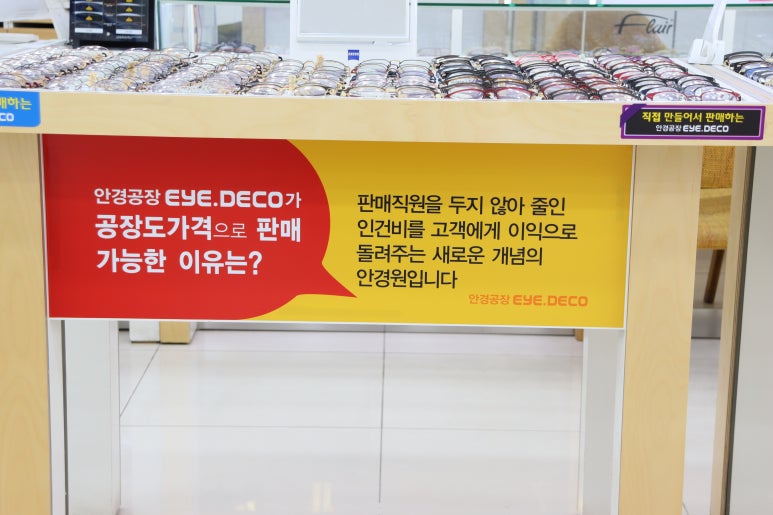 Flair
ZEISS
매하는
CO
직접 만들어서 판매하는
안경공장 EYE.DECO
안경공장 EYE.DECO가
공장도가격으로 판매
가능한 이유는?
판매직원을 두지 않아 줄인
인건비를 고객에게 이익으로
돌려주는 새로운 개념의
안경원입니다
안경공장 EYE.DECO